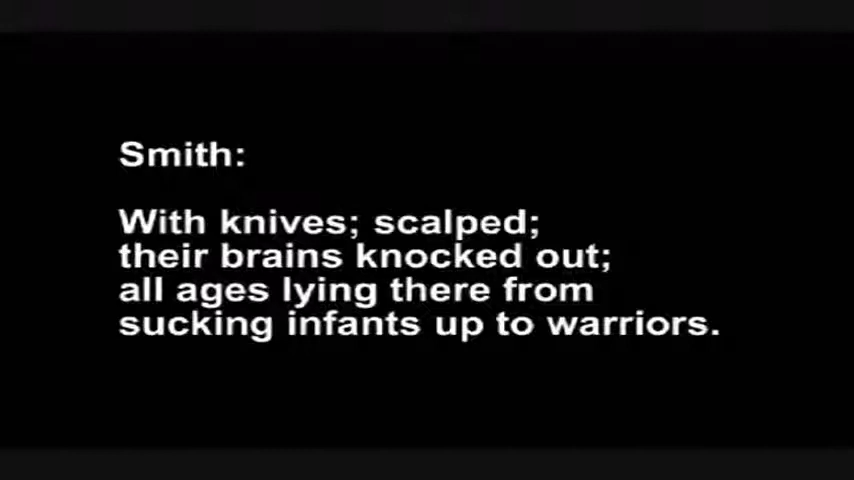 Smith:
With knives; scalped;
their brains knocked out;
all ages lying there from
sucking infants up to warriors.